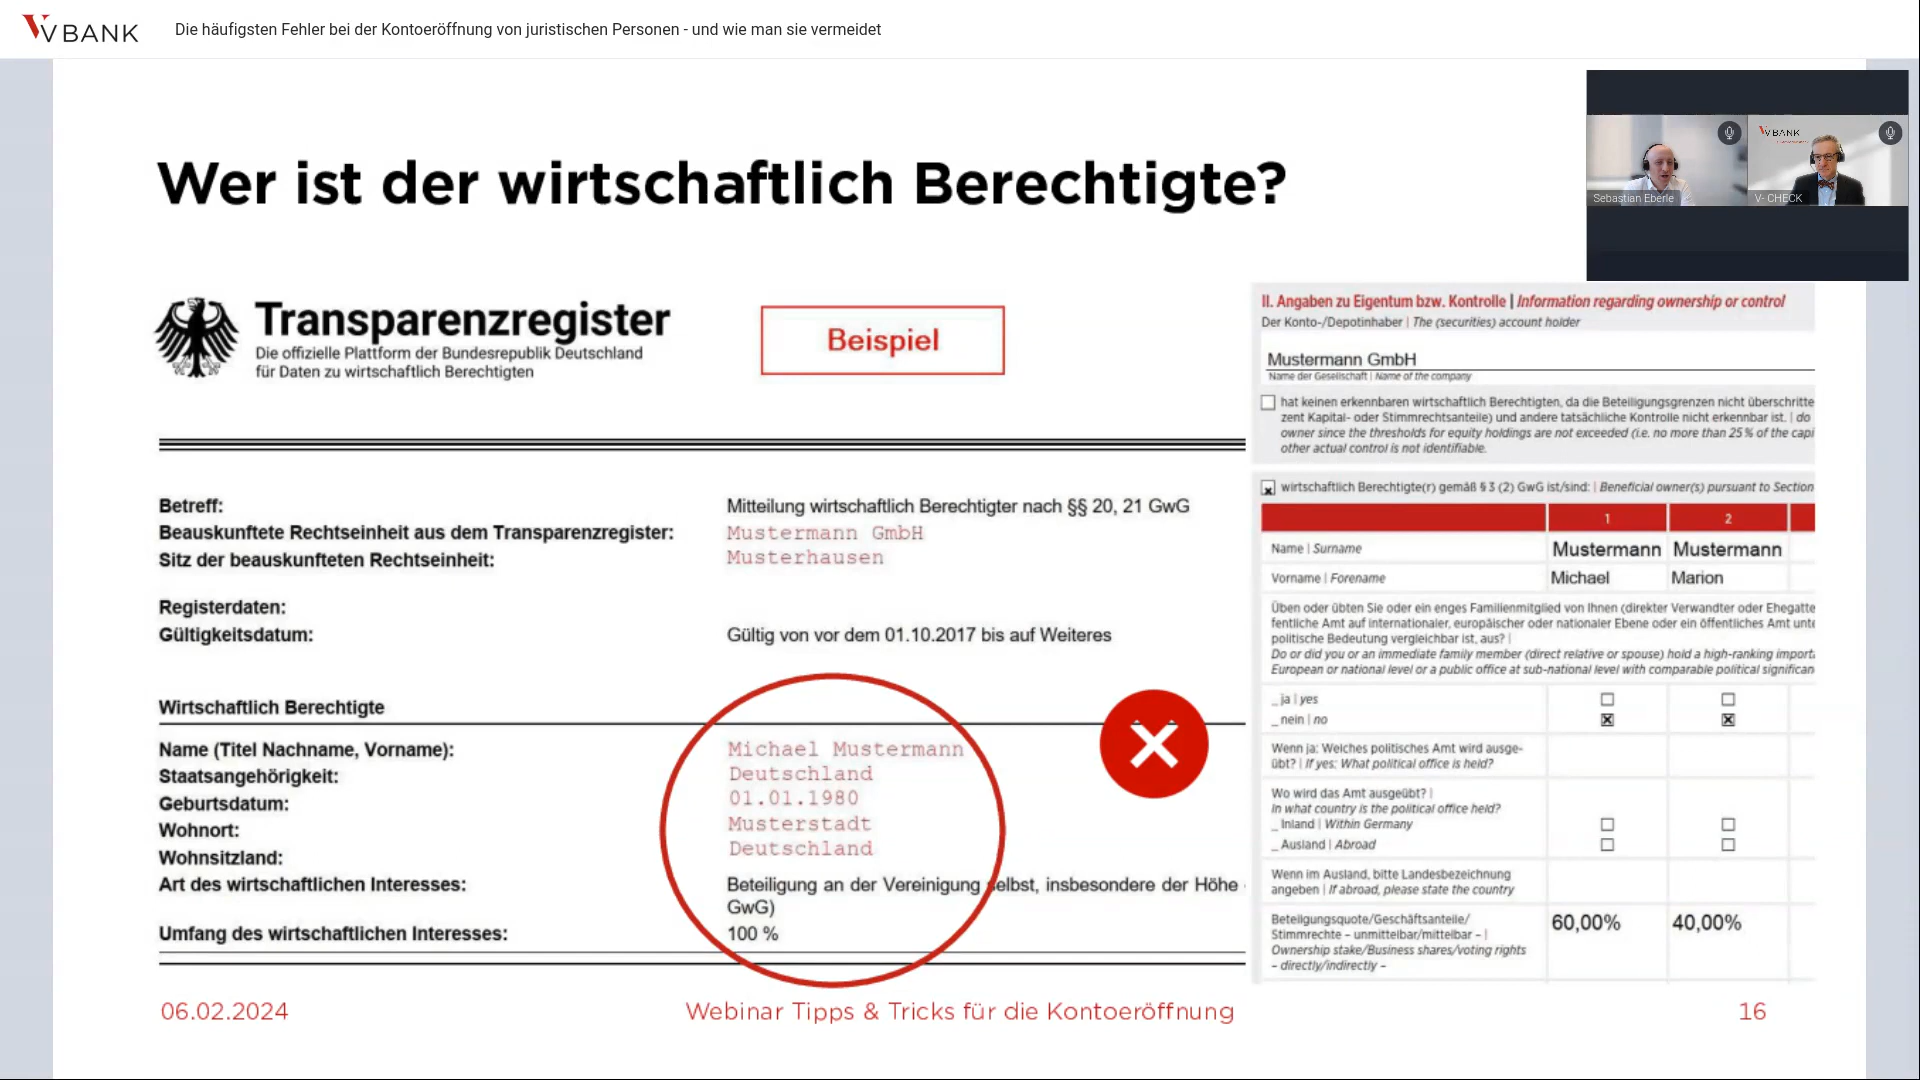 VBANK
Die häufigsten Fehler bei der Kontoeröffnung von juristischen Personen - und wie man sie vermeidet
Wer ist der wirtschaftlich Berechtigte?
VBANK
Sebastian Eberle
V- CHECK
Transparenzregister
Die offizielle Plattform der Bundesrepublik Deutschland
für Daten zu wirtschaftlich Berechtigten
Beispiel
Betreff: Mitteilung wirtschaftlich Berechtigter nach §§ 20, 21 GwG
Beauskunftete Rechtseinheit aus dem Transparenzregister: Mustermann GmbH
Sitz der beauskunfteten Rechtseinheit: Musterhausen
Registerdaten:
Gültigkeitsdatum: Gültig von vor dem 01.10.2017 bis auf Weiteres
Wirtschaftlich Berechtigte
Name (Titel Nachname, Vorname): Michael Mustermann
Staatsangehörigkeit: Deutschland
Geburtsdatum: 01.01.1980
Wohnort: Musterstadt
Wohnsitzland: Deutschland
Art des wirtschaftlichen Interesses: Beteiligung an der Vereinigung selbst, insbesondere der Höhe
GwG)
Umfang des wirtschaftlichen Interesses: 100 %
II. Angaben zu Eigentum bzw. Kontrolle | Information regarding ownership or control
Der Konto-/Depotinhaber | The (securities) account holder
Mustermann GmbH
Name der Gesellschaft | Name of the company
hat keinen erkennbaren wirtschaftlich Berechtigten, da die Beteiligungsgrenzen nicht überschritte
zent Kapital- oder Stimmrechtsanteile) und andere tatsächliche Kontrolle nicht erkennbar ist. | do
owner since the thresholds for equity holdings are not exceeded (i.e. no more than 25 % of the capi
other actual control is not identifiable.
wirtschaftlich Berechtigte(r) gemäß § 3 (2) GwG ist/sind: | Beneficial owner(s) pursuant to Section
1 2
Name | Surname Mustermann Mustermann
Vorname | Forename Michael Marion
Üben oder übten Sie oder ein enges Familienmitglied von Ihnen (direkter Verwandter oder Ehegatte
fentliche Amt auf internationaler, europäischer oder nationaler Ebene oder ein öffentliches Amt unte
politische Bedeutung vergleichbar ist, aus? |
Do or did you or an immediate family member (direct relative or spouse) hold a high-ranking importa
European or national level or a public office at sub-national level with comparable political significan
_ ja | yes
_ nein | no
Wenn ja: Welches politisches Amt wird ausge-
übt? | If yes: What political office is held?
Wo wird das Amt ausgeübt? |
In what country is the political office held?
_ Inland | Within Germany
_ Ausland | Abroad
Wenn im Ausland, bitte Landesbezeichnung
angeben | If abroad, please state the country
Beteiligungsquote/Geschäftsanteile/ 60,00% 40,00%
Stimmrechte – unmittelbar/mittelbar – |
Ownership stake/Business shares/voting rights
– directly/indirectly –
06.02.2024
Webinar Tipps & Tricks für die Kontoeröffnung
16